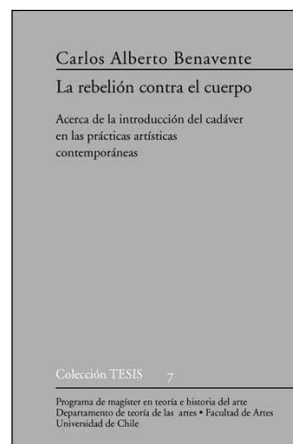 Carlos Alberto Benavente
La rebelión contra el cuerpo
Acerca de la introducción del cadáver
en las prácticas artísticas
contemporáneas
Colección TESIS 7
Programa de magíster en teoría e historia del arte
Departamento de teoría de las artes • Facultad de Artes
Universidad de Chile